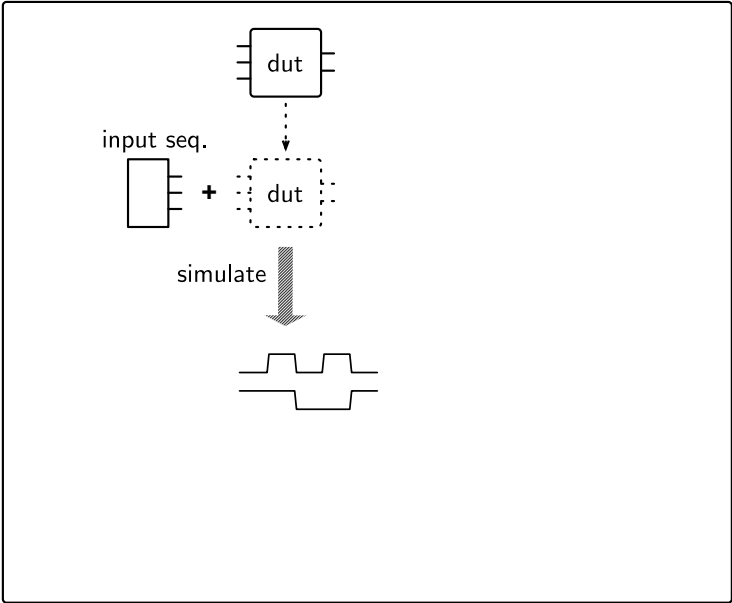 dut
input seq.
+
dut
simulate